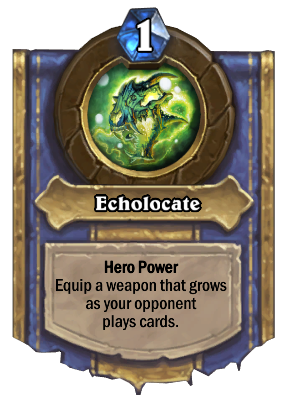 1
Echolocate
Hero Power
Equip a weapon that grows
as your opponent
plays cards.